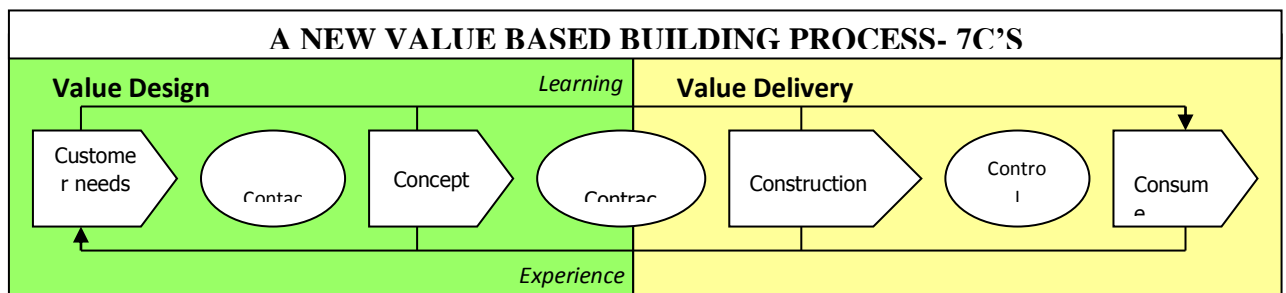 A NEW VALUE BASED BUILDING PROCESS- 7C'S
Value Design
Learning
Value Delivery
Custome
r needs
Contac
Concept
Contrac
Construction
Contro
l
Consum
e
Experience